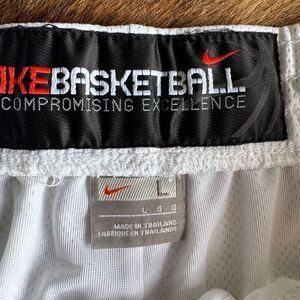 IKEBASKETBALL
COMPROMISING EXCELLENCE
L
L G G
MADE IN THAILAND
FABRIQUE EN THAILANDE